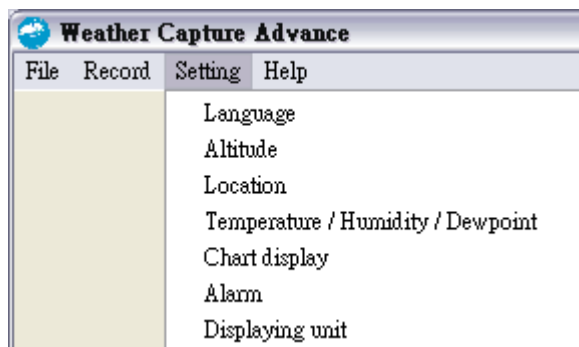 Weather Capture Advance
File Record Setting Help
Language
Altitude
Location
Temperature / Humidity / Dewpoint
Chart display
Alarm
Displaying unit